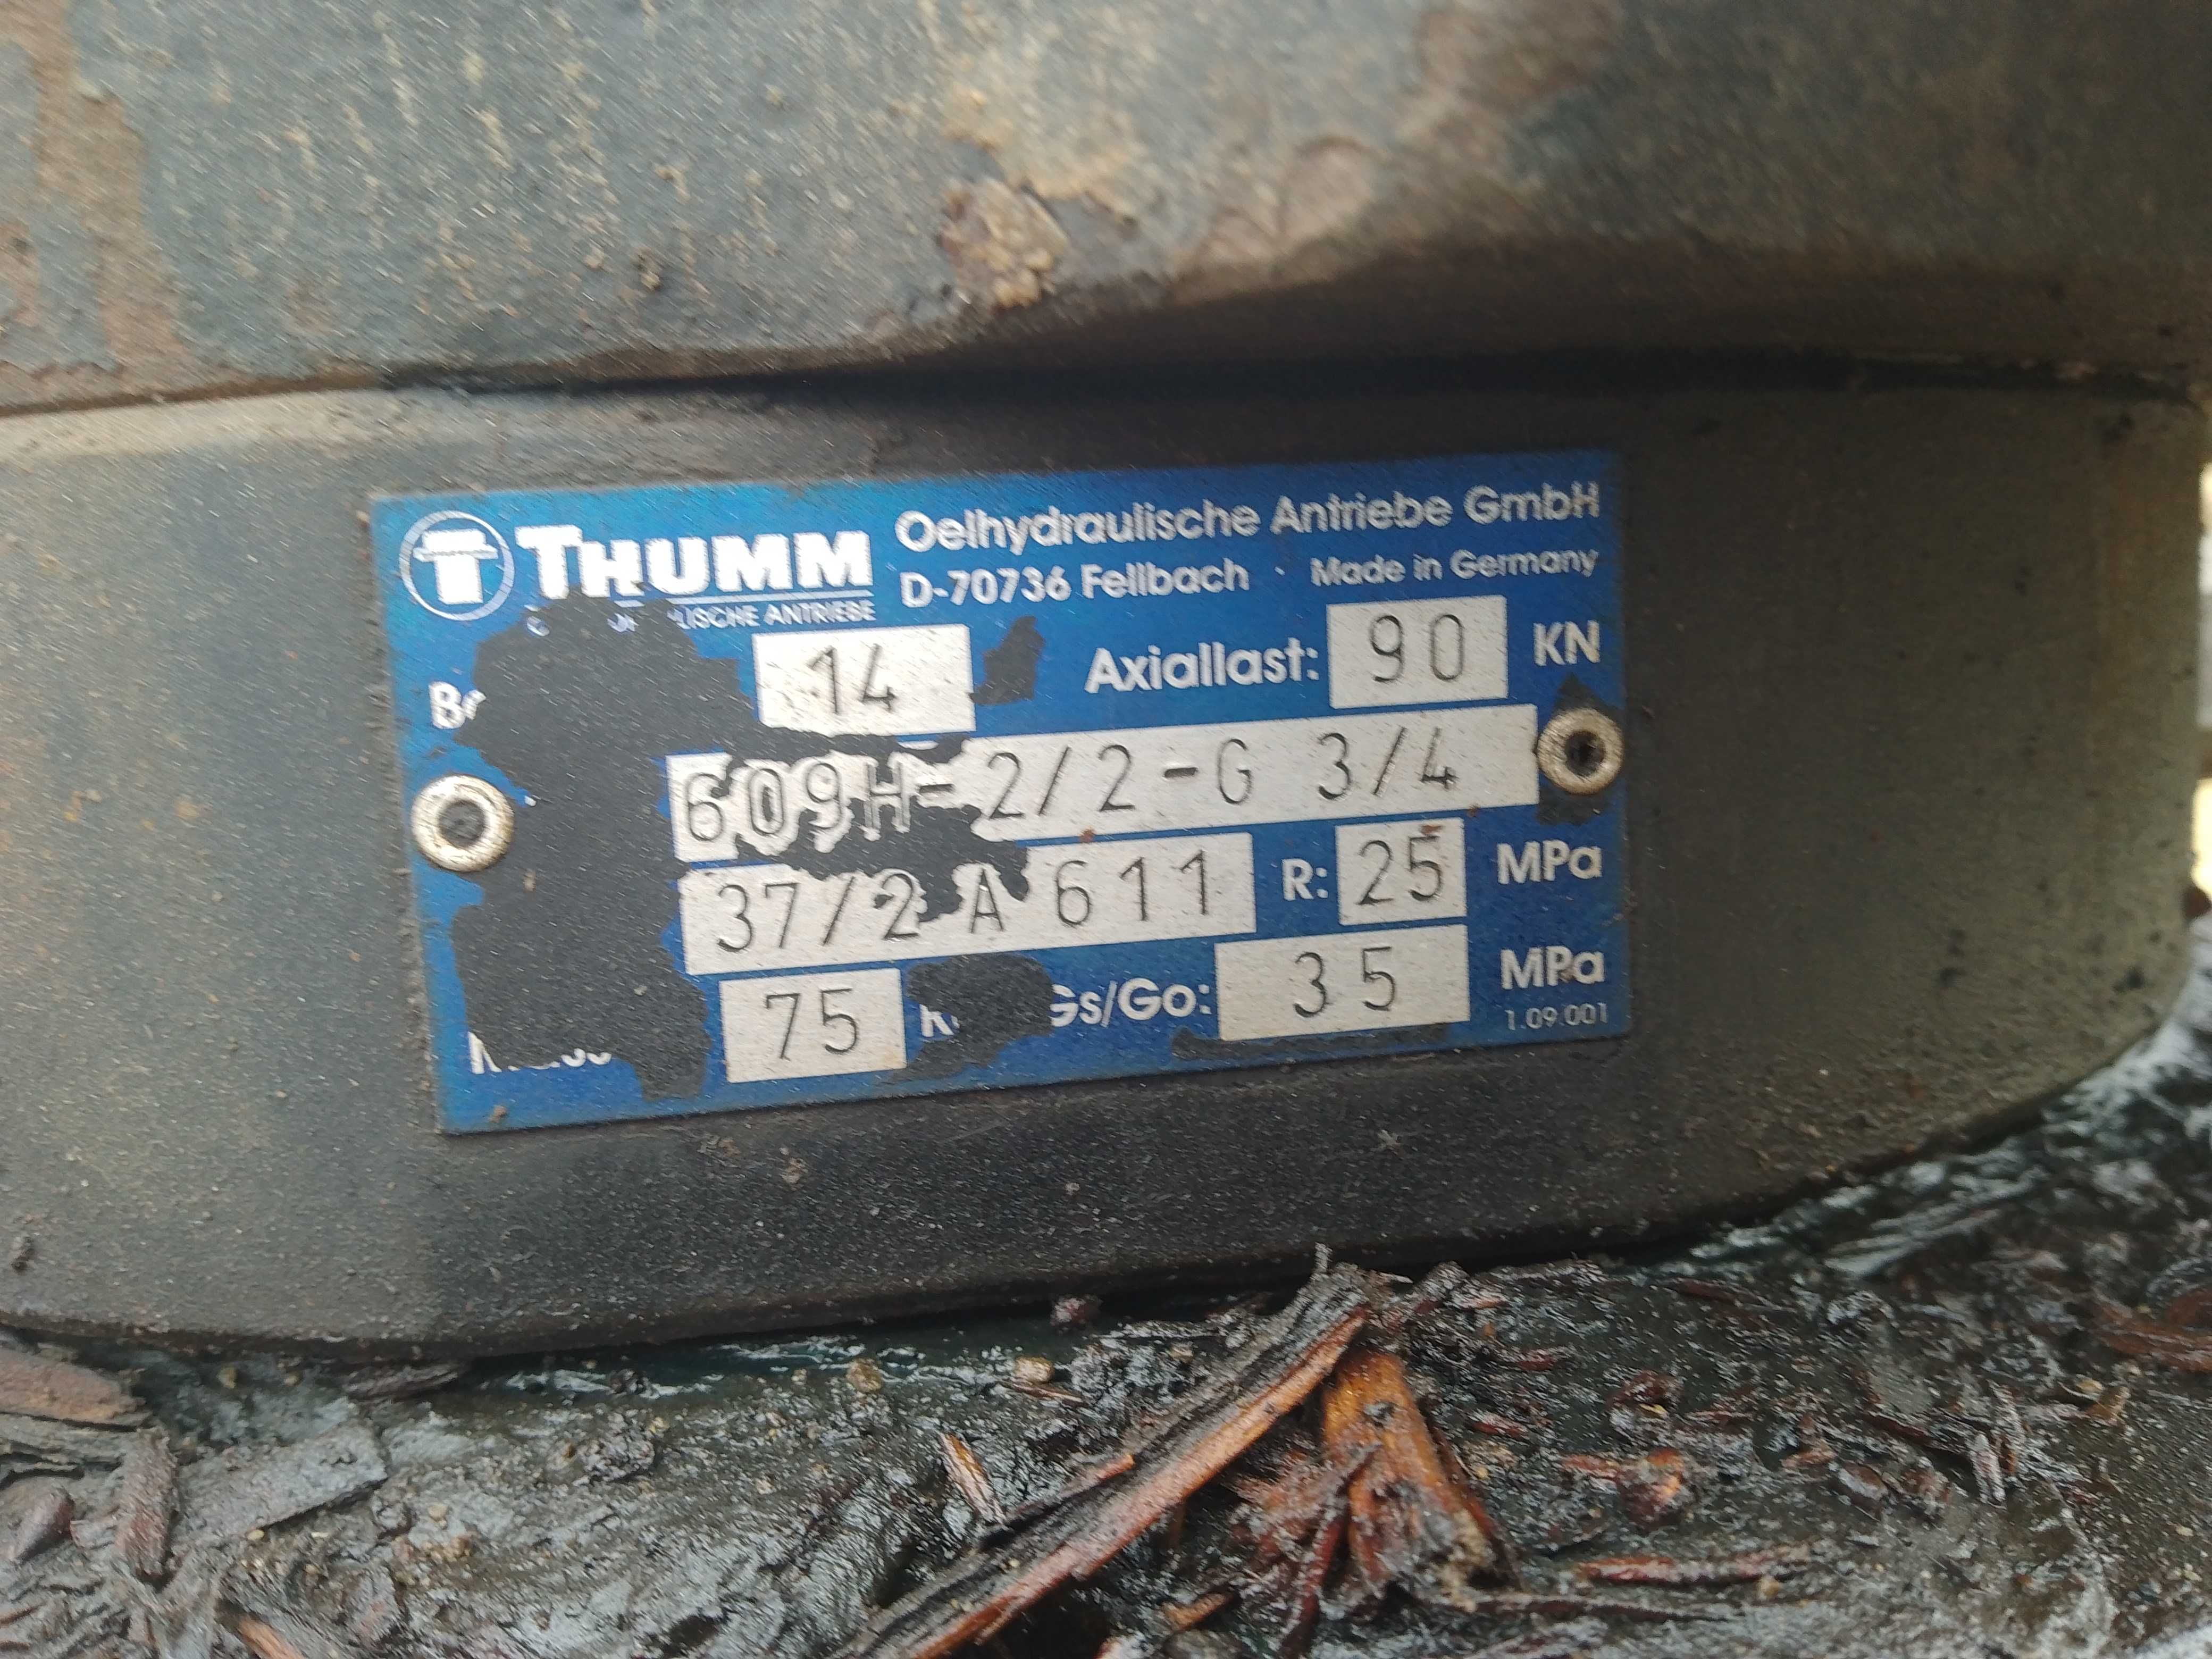 THUMM
Oelhydraulische Antriebe GmbH
D-70736 Fellbach · Made in Germany
ANTRIEBE
14 Axiallast: 90 KN
609H-2/2-G 3/4
37/2 A 611 R: 25 MPa
75 Gs/Go: 35 MPa
1.09.001